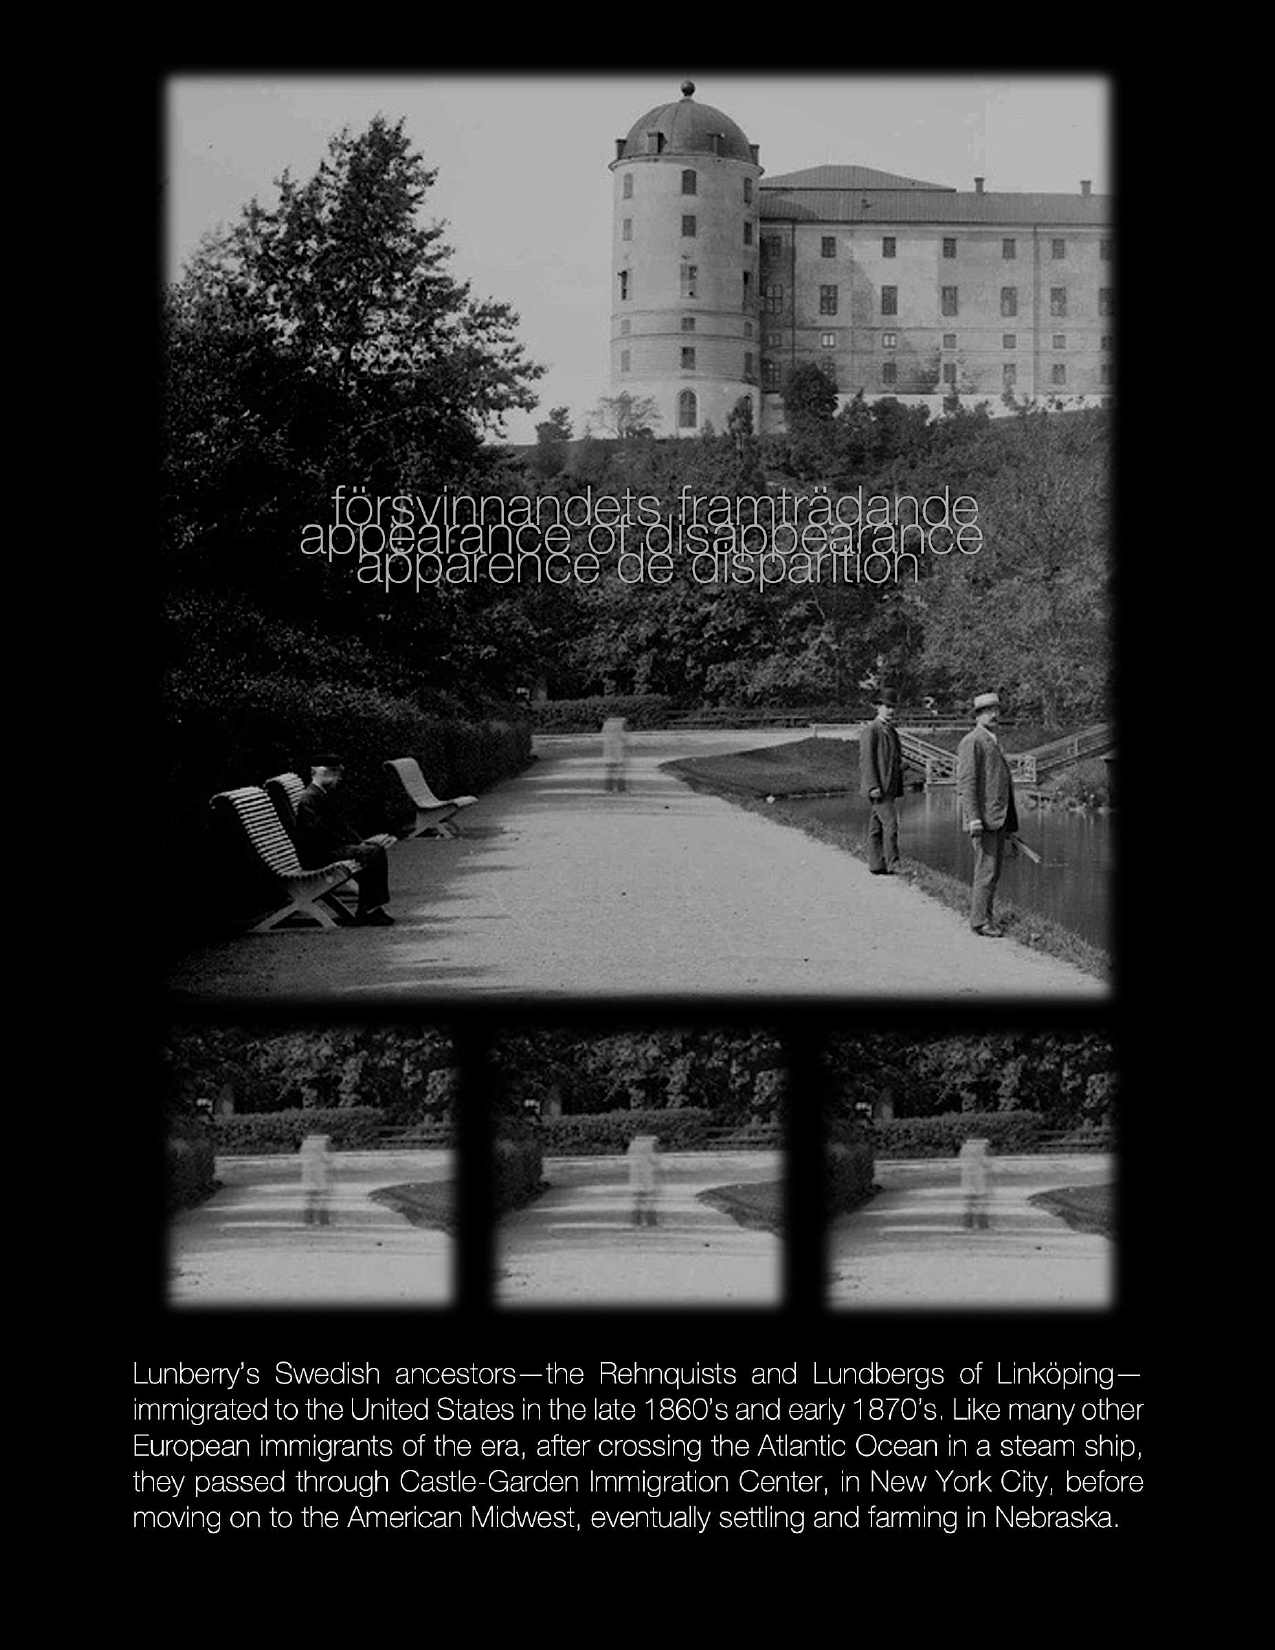 försvinnandets framträdande
appearance of disappearance
apparence de disparition
Lunberry's Swedish ancestors—the Rehnquists and Lundbergs of Linköping—
immigrated to the United States in the late 1860's and early 1870's. Like many other
European immigrants of the era, after crossing the Atlantic Ocean in a steam ship,
they passed through Castle-Garden Immigration Center, in New York City, before
moving on to the American Midwest, eventually settling and farming in Nebraska.